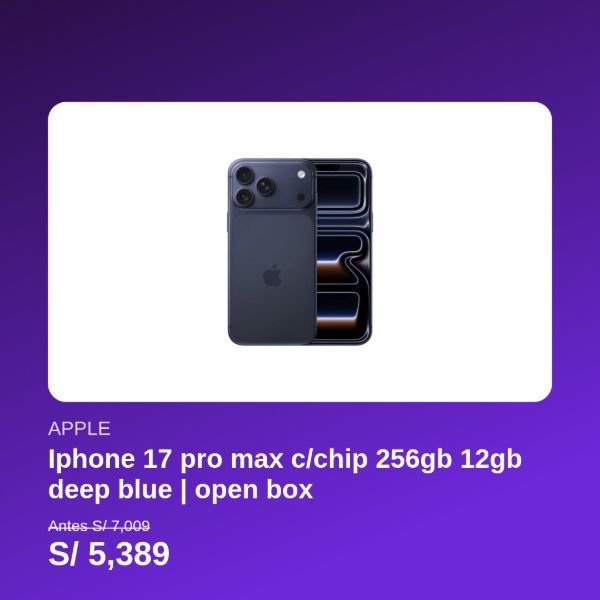 APPLE
Iphone 17 pro max c/chip 256gb 12gb
deep blue | open box
Antes S/ 7,009
S/ 5,389